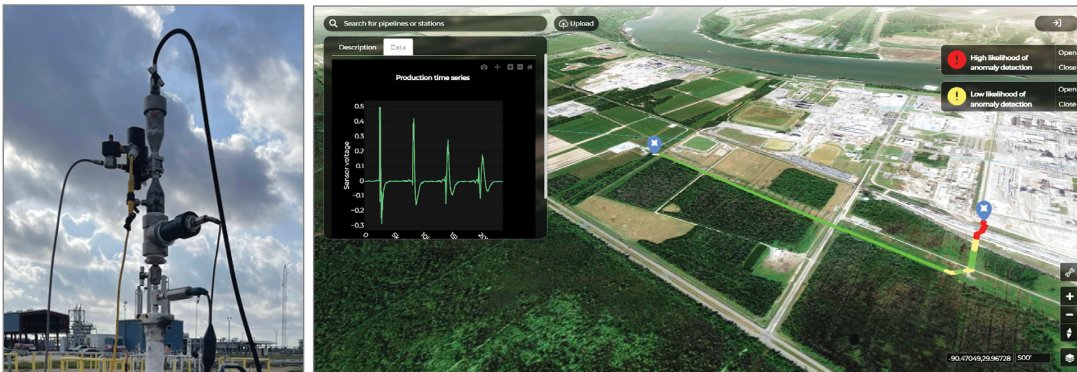 Search for pipelines or stations
Upload
Description
Data
Production time series
Sensor voltage
0.5
0.4
0.3
0.2
0.1
0
−0.1
−0.2
−0.3
0
5k
High likelihood of
anomaly detection
Open
Close
Low likelihood of
anomaly detection
Open
Close
-90.47049,29.96728
500'